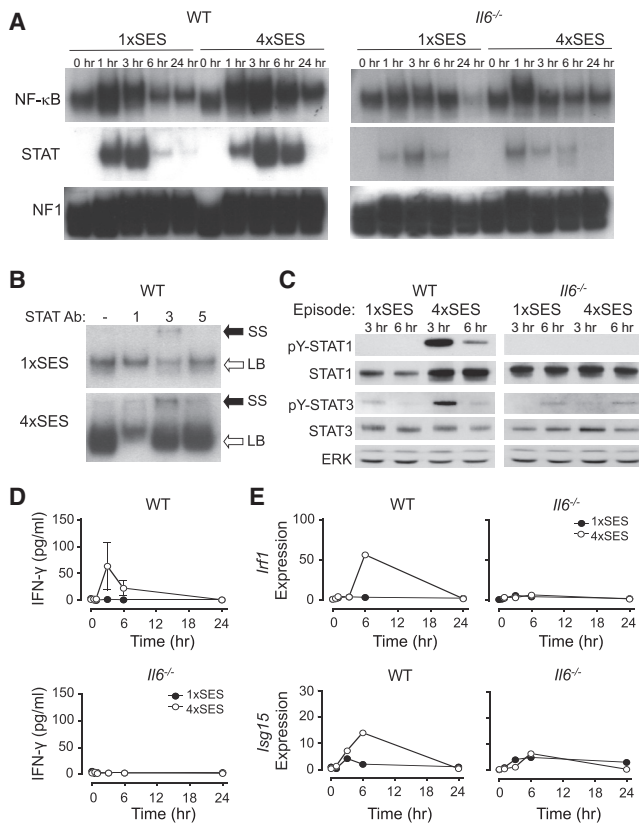 A
WT
Il6-/-
1xSES 4xSES 1xSES 4xSES
0 hr 1 hr 3 hr 6 hr 24 hr 0 hr 1 hr 3 hr 6 hr 24 hr
0 hr 1 hr 3 hr 6 hr 24 hr 0 hr 1 hr 3 hr 6 hr 24 hr
NF-κB
STAT
NF1
B
WT
STAT Ab: - 1 3 5
1xSES
SS
LB
4xSES
SS
LB
C
WT
Il6-/-
Episode: 1xSES 4xSES 1xSES 4xSES
3 hr 6 hr 3 hr 6 hr 3 hr 6 hr 3 hr 6 hr
pY-STAT1
STAT1
pY-STAT3
STAT3
ERK
D
WT
IFN-γ (pg/ml)
150
100
50
0
0 6 12 18 24
Time (hr)
Il6-/-
1xSES
4xSES
IFN-γ (pg/ml)
150
100
50
0
0 6 12 18 24
Time (hr)
E
WT
Irf1
Expression
100
50
0
0 6 12 18 24
Time (hr)
Il6-/-
1xSES
4xSES
0 6 12 18 24
Time (hr)
WT
Isg15
Expression
30
20
10
0
0 6 12 18 24
Time (hr)
Il6-/-
0 6 12 18 24
Time (hr)